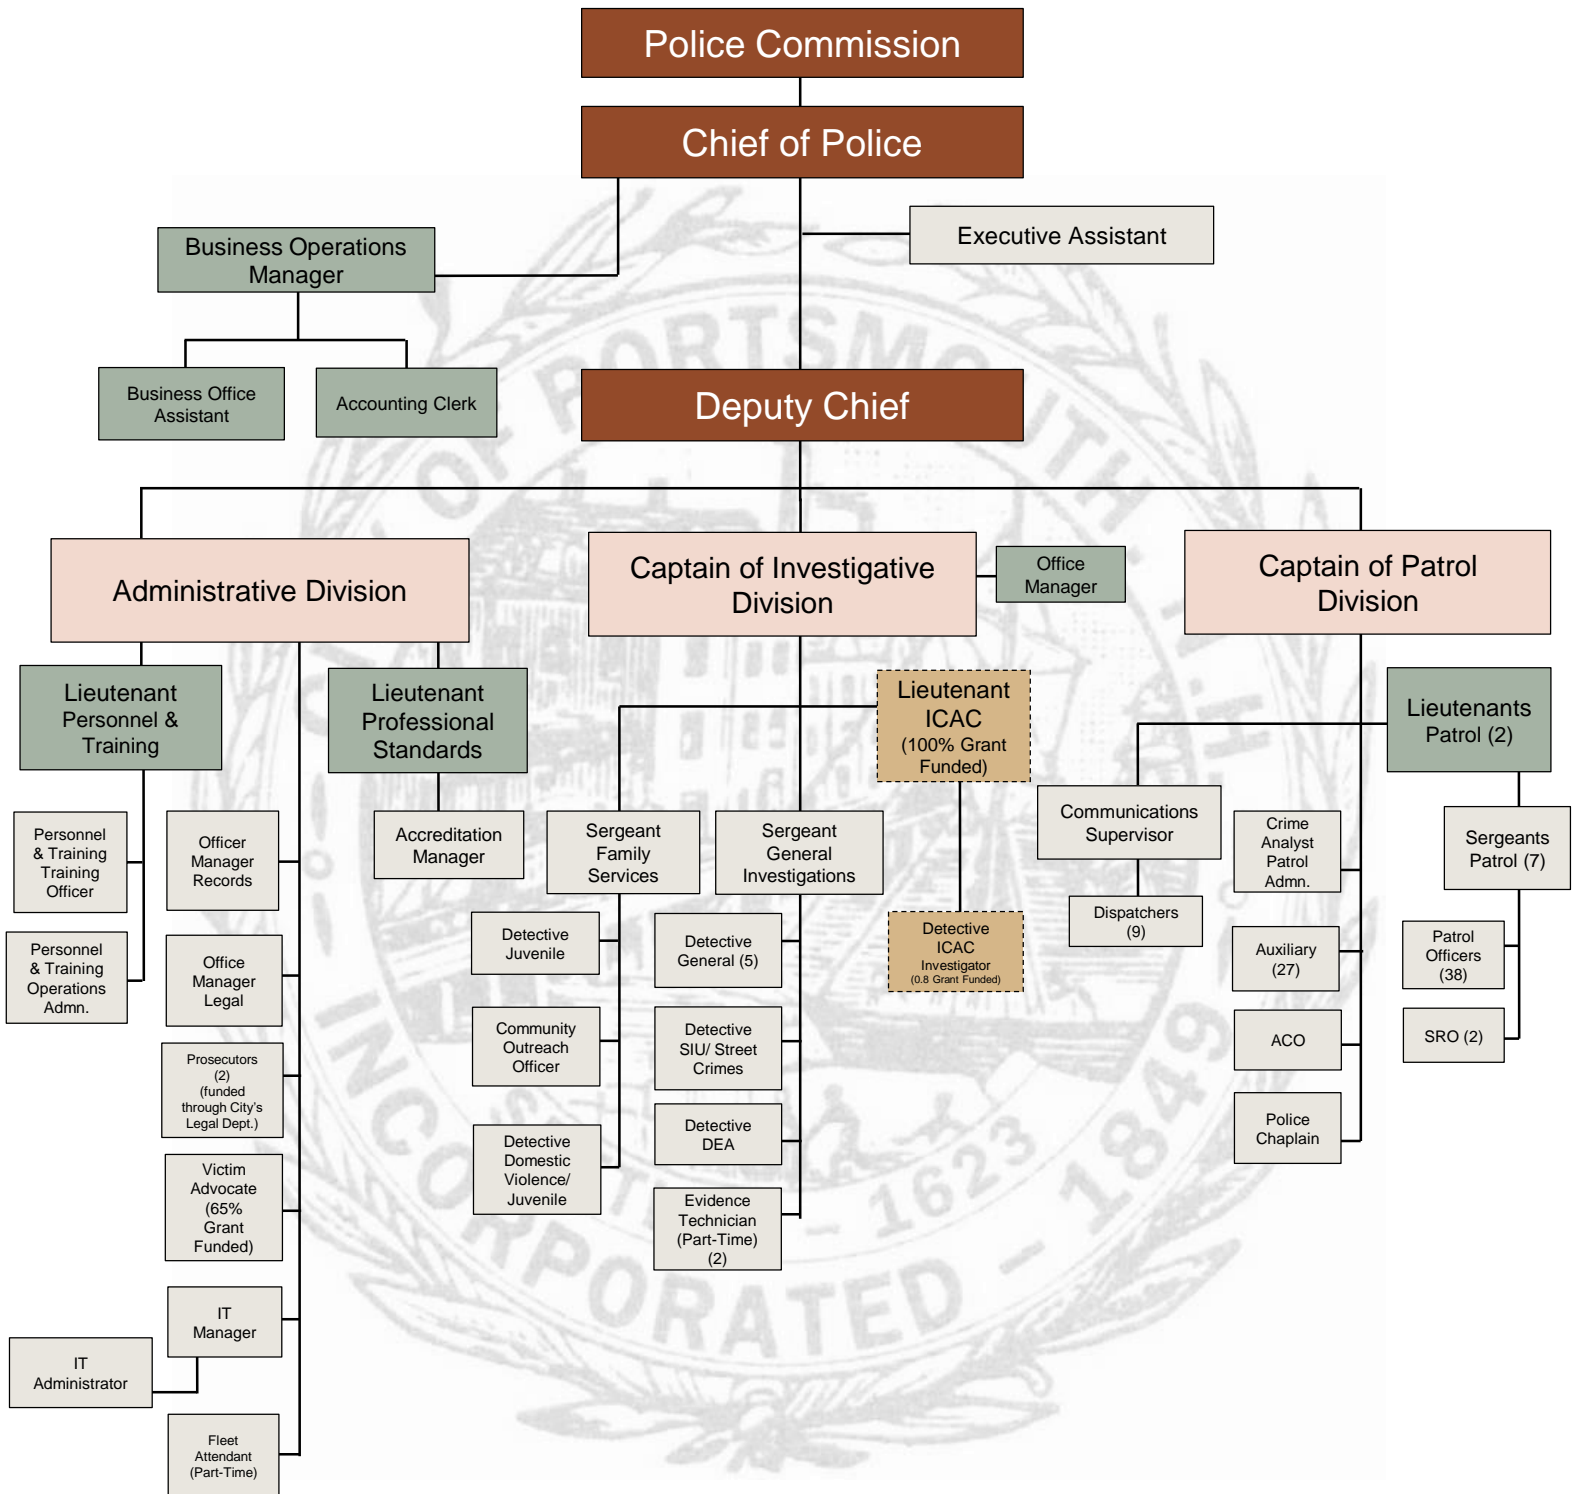 Police Commission
Chief of Police
Executive Assistant
Business Operations
Manager
Business Office
Assistant
Accounting Clerk
Deputy Chief
Administrative Division
Captain of Investigative
Division
Office
Manager
Captain of Patrol
Division
Lieutenant
Personnel &
Training
Lieutenant
Professional
Standards
Lieutenant
ICAC
(100% Grant
Funded)
Lieutenants
Patrol (2)
Personnel
& Training
Training
Officer
Personnel
& Training
Operations
Admn.
Officer
Manager
Records
Office
Manager
Legal
Prosecutors
(2)
(funded
through City's
Legal Dept.)
Victim
Advocate
(65%
Grant
Funded)
IT
Manager
IT
Administrator
Fleet
Attendant
(Part-Time)
Accreditation
Manager
Sergeant
Family
Services
Detective
Juvenile
Community
Outreach
Officer
Detective
Domestic
Violence/
Juvenile
Sergeant
General
Investigations
Detective
General (5)
Detective
SIU/ Street
Crimes
Detective
DEA
Evidence
Technician
(Part-Time)
(2)
Detective
ICAC
Investigator
(0.8 Grant Funded)
Communications
Supervisor
Dispatchers
(9)
Crime
Analyst
Patrol
Admn.
Auxiliary
(27)
ACO
Police
Chaplain
Sergeants
Patrol (7)
Patrol
Officers
(38)
SRO (2)
OF PORTSMOUTH
INCORPORATED - 1849
- 1623